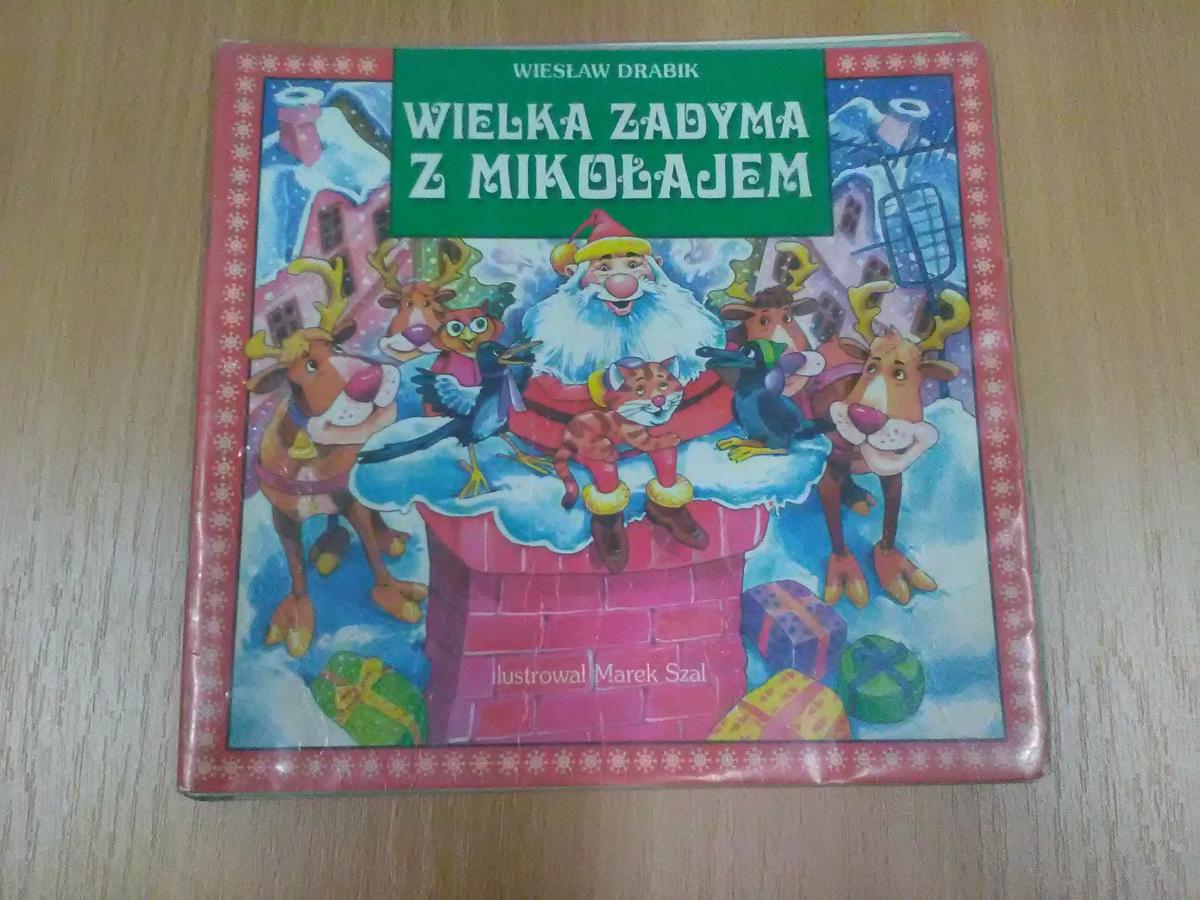 WIESŁAW DRABIK
WIELKA ZADYMA
Z MIKOŁAJEM
ilustrował Marek Szal